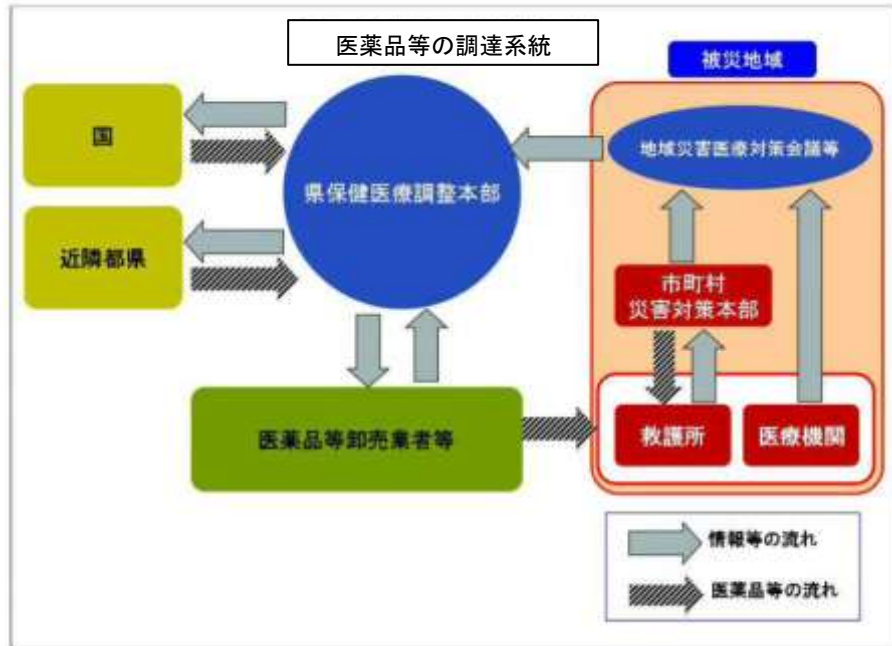 医薬品等の調達系統
被災地域
国
近隣都県
県保健医療調整本部
地域災害医療対策会議等
市町村
災害対策本部
医薬品等卸売業者等
救護所
医療機関
情報等の流れ
医薬品等の流れ